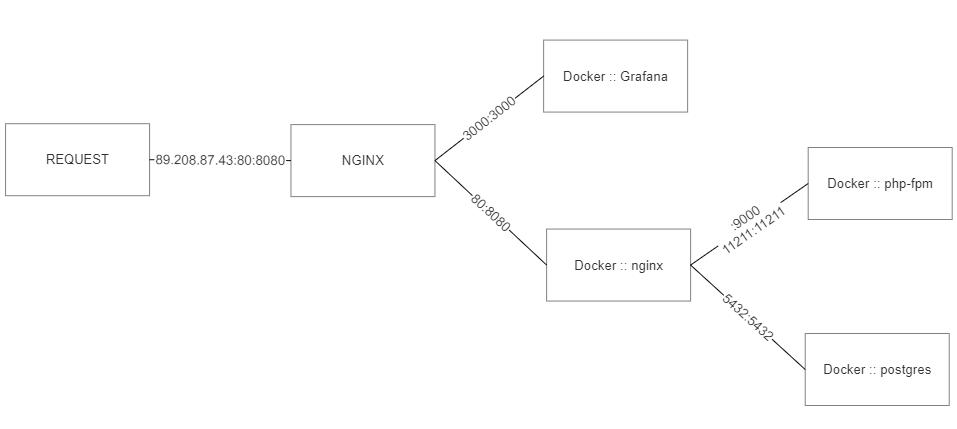 REQUEST
89.208.87.43:80:8080
NGINX
3000:3000
Docker :: Grafana
80:8080
Docker :: nginx
:9000
11211:11211
Docker :: php-fpm
5432:5432
Docker :: postgres